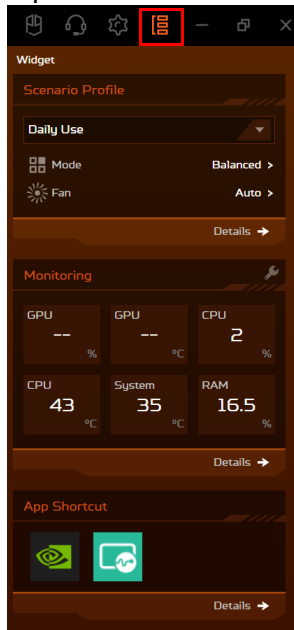 Widget
Scenario Profile
Daily Use
Mode Balanced >
Fan Auto >
Details →
Monitoring
GPU GPU CPU
-- -- 2
% °C %
CPU System RAM
43 35 16.5
°C °C %
Details →
App Shortcut
Details →